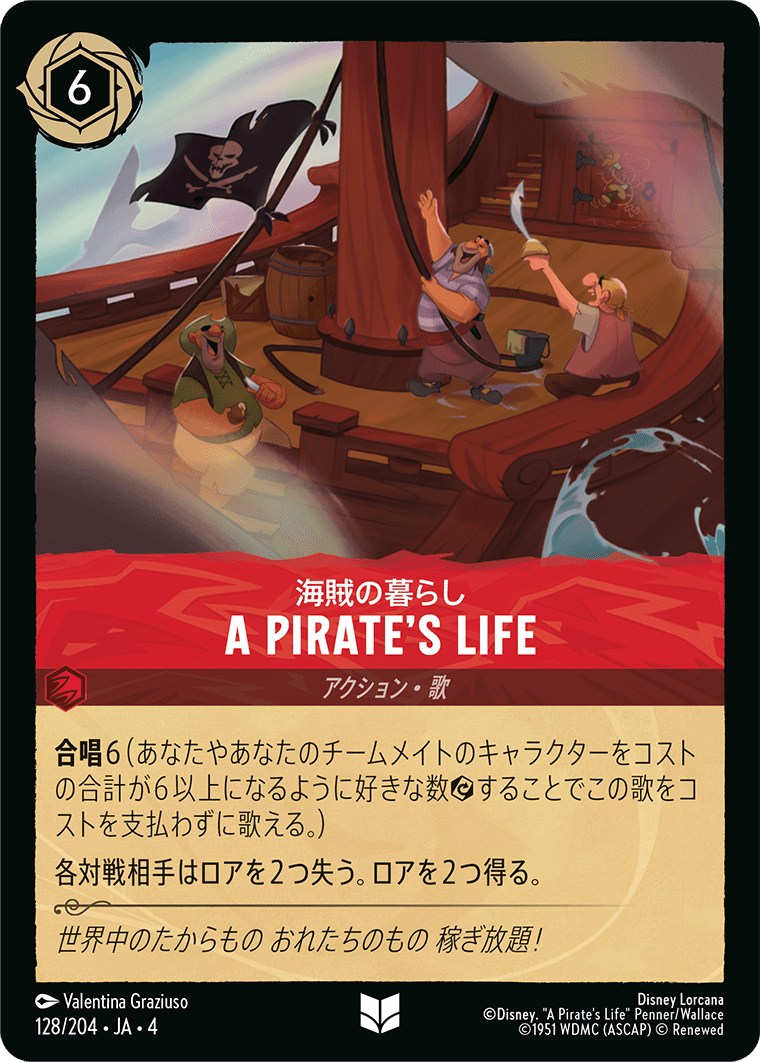 6
海賊の暮らし
A PIRATE'S LIFE
アクション・歌
合唱6(あなたやあなたのチームメイトのキャラクターをコスト
の合計が6以上になるように好きな数することでこの歌をコ
ストを支払わずに歌える。)
各対戦相手はロアを2つ失う。ロアを2つ得る。
世界中のたからもの おれたちのもの 稼ぎ放題!
Valentina Graziuso
128/204・JA・4
Disney Lorcana
©Disney. "A Pirate's Life" Penner/Wallace
©1951 WDMC (ASCAP) © Renewed